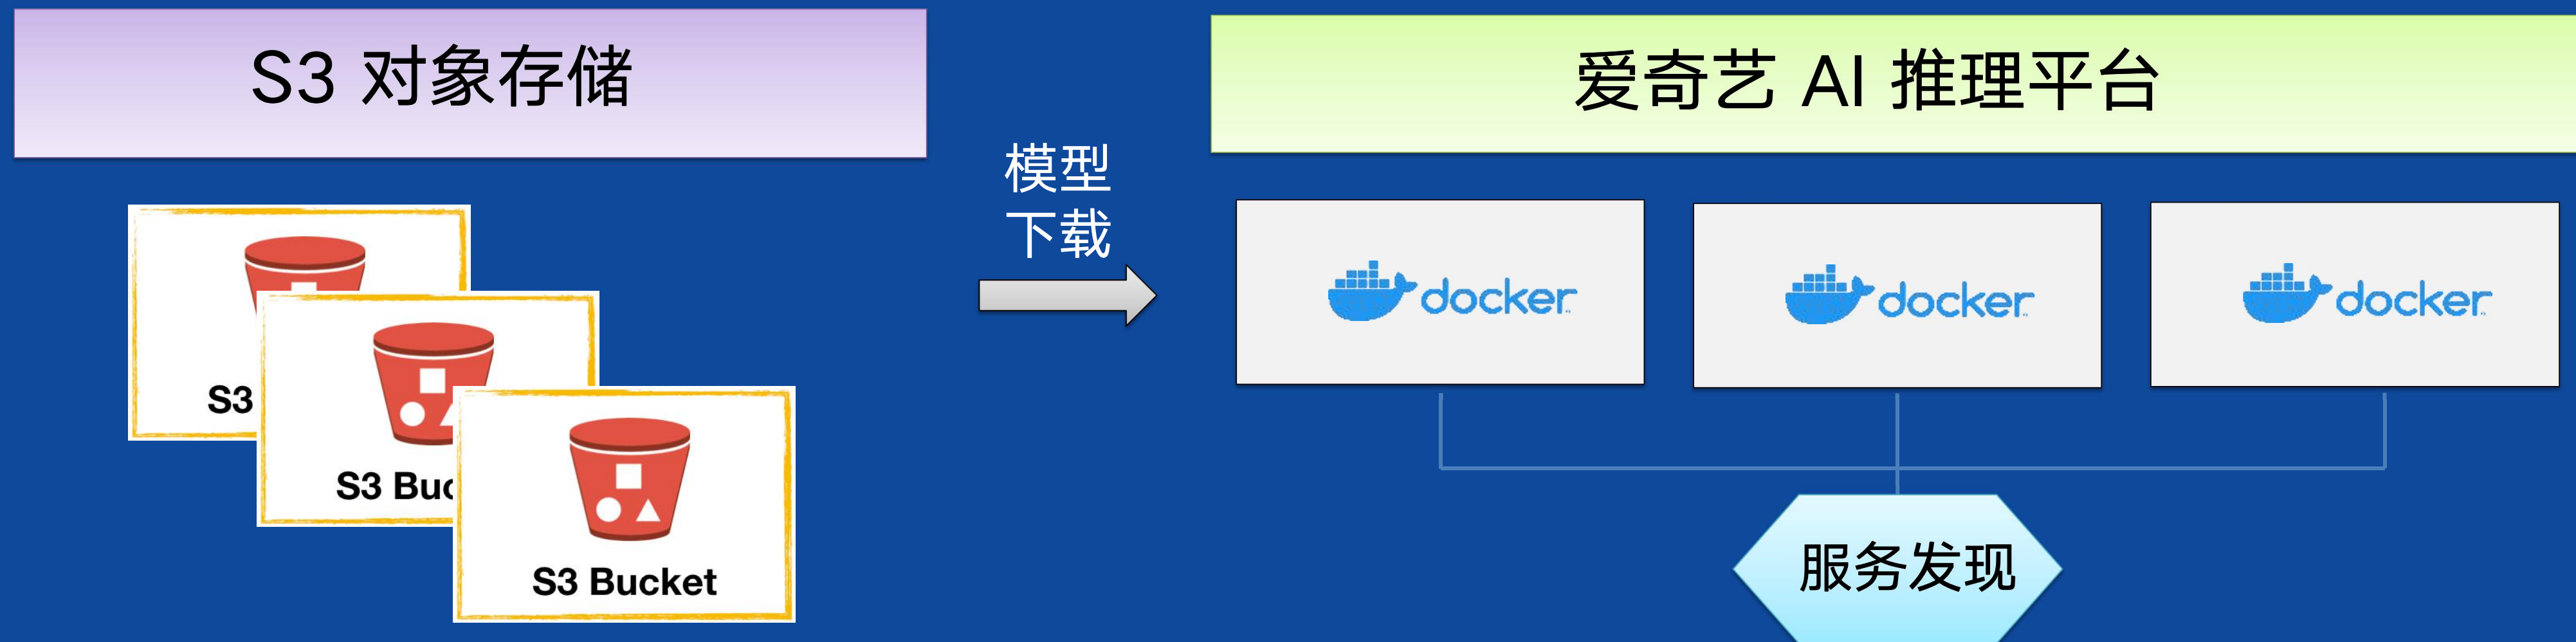 S3 对象存储
爱奇艺 AI 推理平台
模型
下载
S3
S3 Buc
S3 Bucket
docker
docker
docker
服务发现